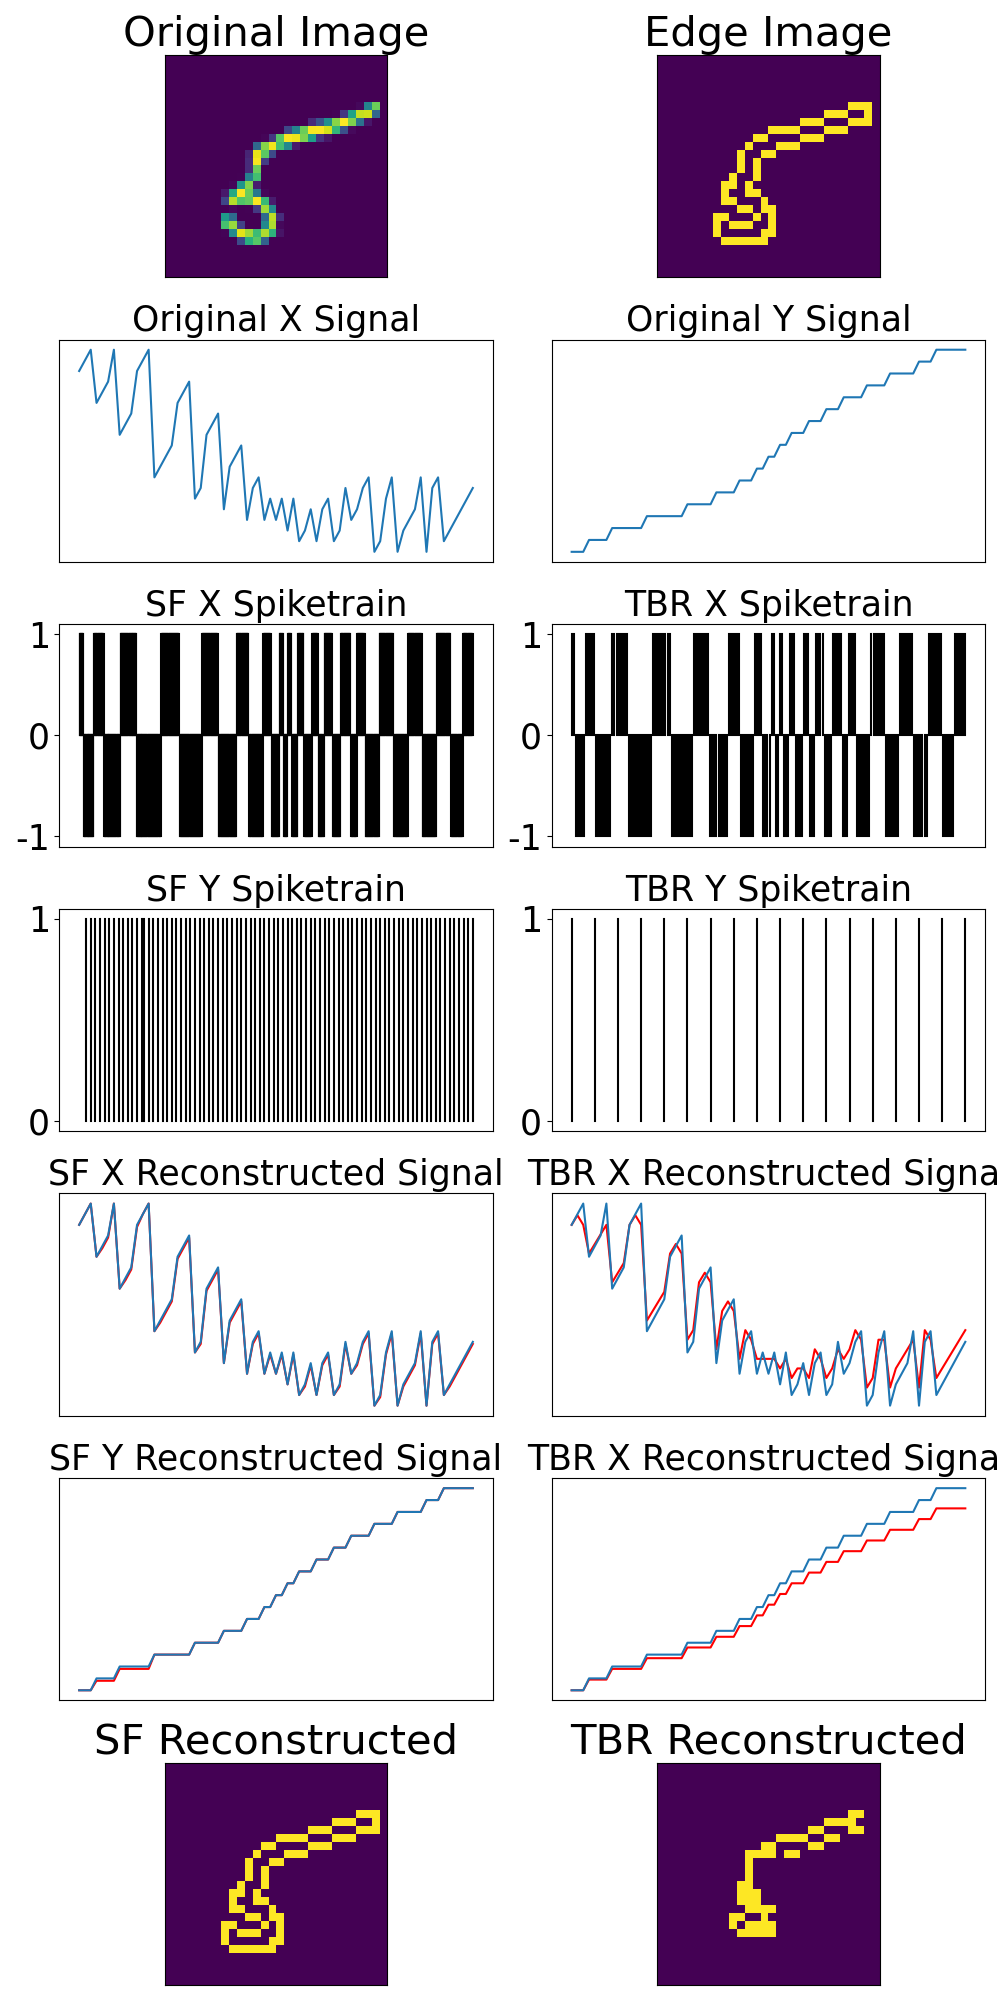 Original Image
Edge Image
Original X Signal
Original Y Signal
SF X Spiketrain
TBR X Spiketrain
1
0
-1
1
0
-1
SF Y Spiketrain
TBR Y Spiketrain
1
0
1
0
SF X Reconstructed Signal
TBR X Reconstructed Signa
SF Y Reconstructed Signal
TBR X Reconstructed Signa
SF Reconstructed
TBR Reconstructed